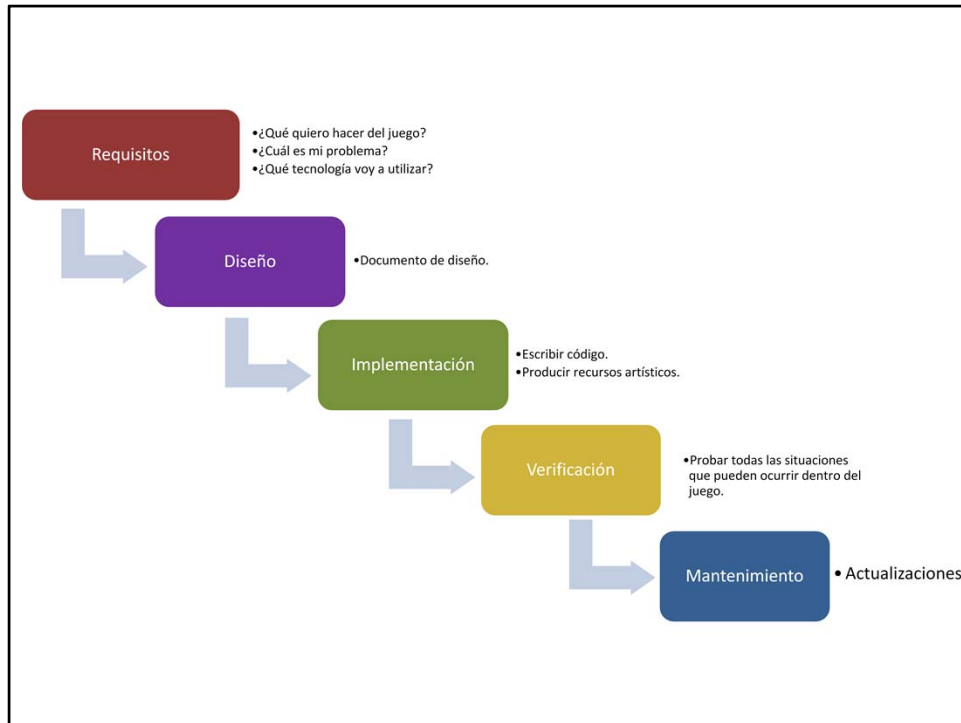 Requisitos
•¿Qué quiero hacer del juego?
•¿Cuál es mi problema?
•¿Qué tecnología voy a utilizar?
Diseño
•Documento de diseño.
Implementación
•Escribir código.
•Producir recursos artísticos.
Verificación
•Probar todas las situaciones
que pueden ocurrir dentro del
juego.
Mantenimiento
• Actualizaciones